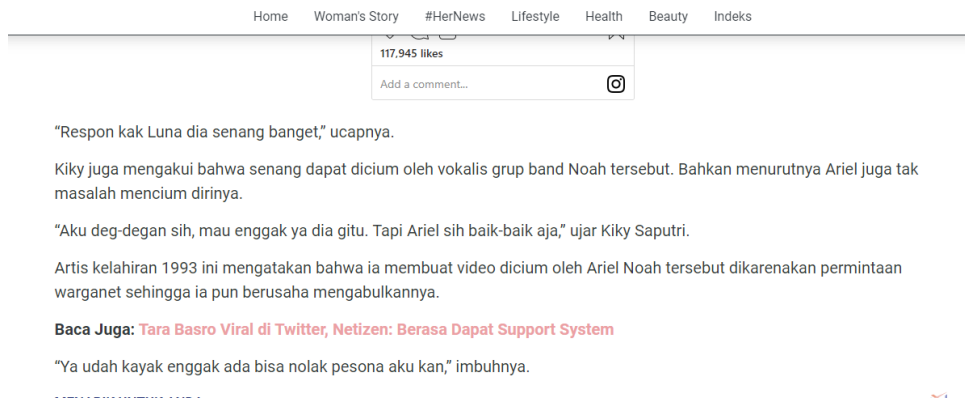 Home Woman's Story #HerNews Lifestyle Health Beauty Indeks
117,945 likes
Add a comment...
“Respon kak Luna dia senang banget,” ucapnya.
Kiky juga mengakui bahwa senang dapat dicium oleh vokalis grup band Noah tersebut. Bahkan menurutnya Ariel juga tak
masalah mencium dirinya.
“Aku deg-degan sih, mau enggak ya dia gitu. Tapi Ariel sih baik-baik aja,” ujar Kiky Saputri.
Artis kelahiran 1993 ini mengatakan bahwa ia membuat video dicium oleh Ariel Noah tersebut dikarenakan permintaan
warganet sehingga ia pun berusaha mengabulkannya.
Baca Juga: Tara Basro Viral di Twitter, Netizen: Berasa Dapat Support System
“Ya udah kayak enggak ada bisa nolak pesona aku kan,” imbuhnya.